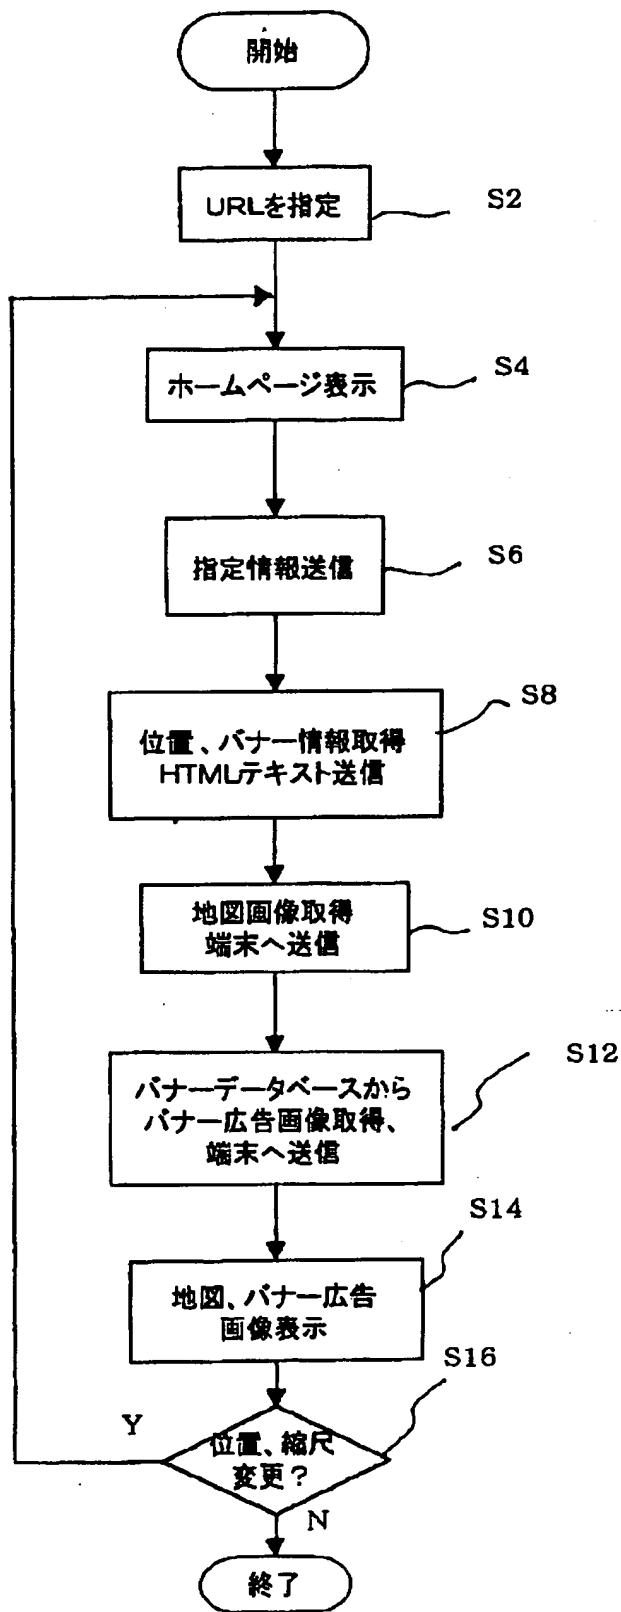 開始
URLを指定
S2
ホームページ表示
S4
指定情報送信
S6
位置、バナー情報取得
HTMLテキスト送信
S8
地図画像取得
端末へ送信
S10
バナーデータベースから
バナー広告画像取得、
端末へ送信
S12
地図、バナー広告
画像表示
S14
位置、縮尺
変更?
S16
Y
N
終了